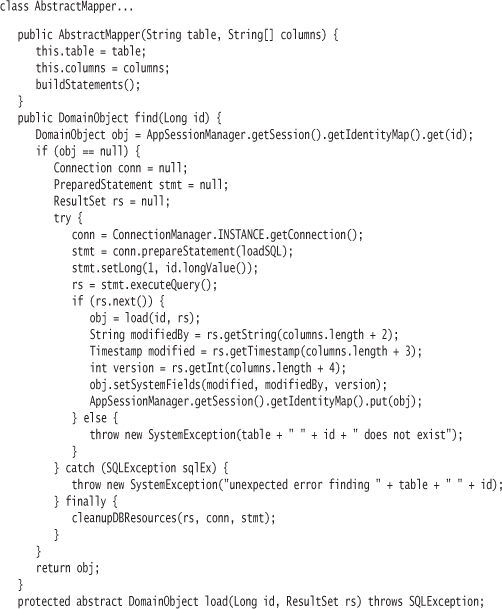 class AbstractMapper...
public AbstractMapper(String table, String[] columns) {
this.table = table;
this.columns = columns;
buildStatements();
}
public DomainObject find(Long id) {
DomainObject obj = AppSessionManager.getSession().getIdentityMap().get(id);
if (obj == null) {
Connection conn = null;
PreparedStatement stmt = null;
ResultSet rs = null;
try {
conn = ConnectionManager.INSTANCE.getConnection();
stmt = conn.prepareStatement(loadSQL);
stmt.setLong(1, id.longValue());
rs = stmt.executeQuery();
if (rs.next()) {
obj = load(id, rs);
String modifiedBy = rs.getString(columns.length + 2);
Timestamp modified = rs.getTimestamp(columns.length + 3);
int version = rs.getInt(columns.length + 4);
obj.setSystemFields(modified, modifiedBy, version);
AppSessionManager.getSession().getIdentityMap().put(obj);
} else {
throw new SystemException(table + " " + id + " does not exist");
}
} catch (SQLException sqlEx) {
throw new SystemException("unexpected error finding " + table + " " + id);
} finally {
cleanupDBResources(rs, conn, stmt);
}
}
return obj;
}
protected abstract DomainObject load(Long id, ResultSet rs) throws SQLException;